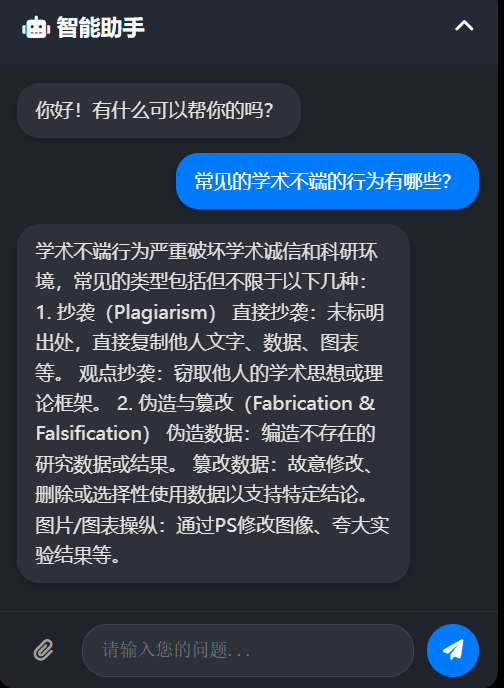 智能助手
你好！有什么可以帮你的吗？
常见的学术不端的行为有哪些？
学术不端行为严重破坏学术诚信和科研环
境，常见的类型包括但不限于以下几种：
1. 抄袭（Plagiarism） 直接抄袭：未标明
出处，直接复制他人文字、数据、图表
等。 观点抄袭：窃取他人的学术思想或理
论框架。 2. 伪造与篡改（Fabrication &
Falsification） 伪造数据：编造不存在的
研究数据或结果。 篡改数据：故意修改、
删除或选择性使用数据以支持特定结论。
图片/图表操纵：通过PS修改图像、夸大实
验结果等。
请输入您的问题...